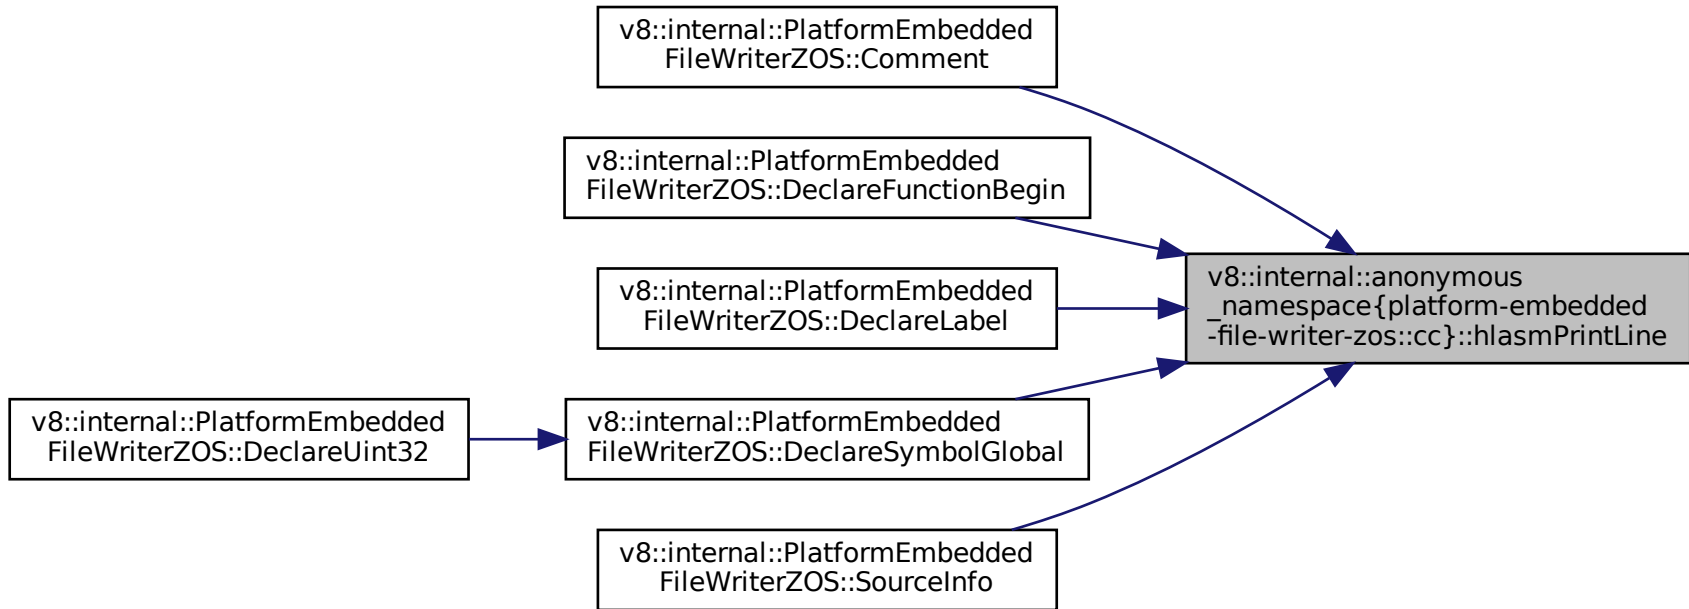 v8::internal::PlatformEmbedded
FileWriterZOS::Comment
v8::internal::PlatformEmbedded
FileWriterZOS::DeclareFunctionBegin
v8::internal::anonymous
_namespace{platform-embedded
-file-writer-zos::cc}::hlasmPrintLine
v8::internal::PlatformEmbedded
FileWriterZOS::DeclareLabel
v8::internal::PlatformEmbedded
FileWriterZOS::DeclareUint32
v8::internal::PlatformEmbedded
FileWriterZOS::DeclareSymbolGlobal
v8::internal::PlatformEmbedded
FileWriterZOS::SourceInfo